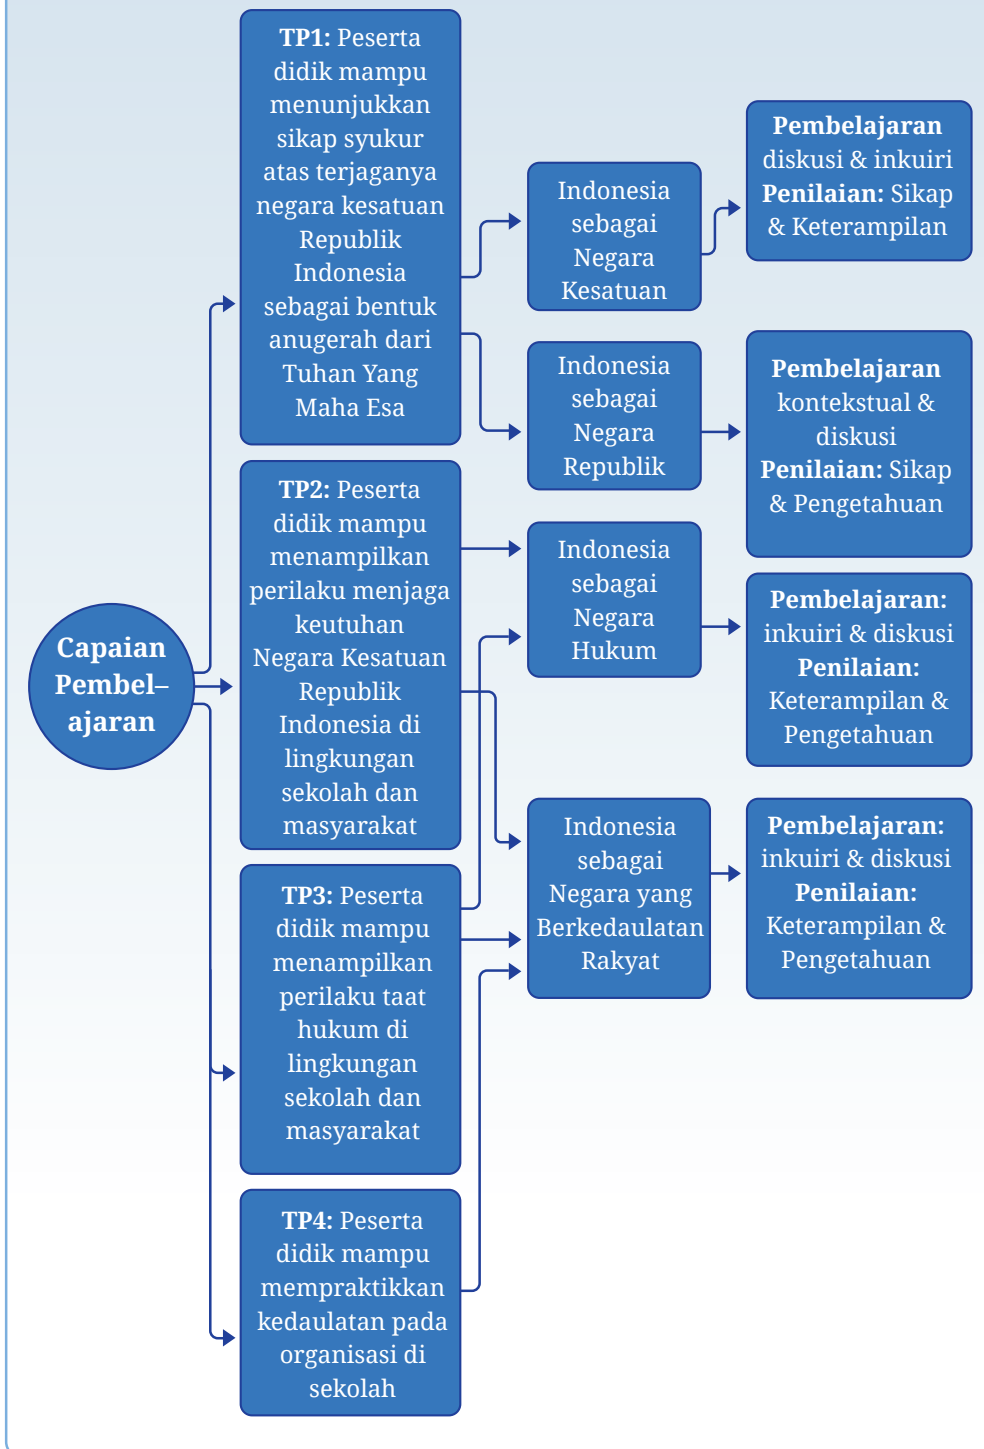 Capaian
Pembel–
ajaran
TP1: Peserta
didik mampu
menunjukkan
sikap syukur
atas terjaganya
negara kesatuan
Republik
Indonesia
sebagai bentuk
anugerah dari
Tuhan Yang
Maha Esa
TP2: Peserta
didik mampu
menampilkan
perilaku menjaga
keutuhan
Negara Kesatuan
Republik
Indonesia di
lingkungan
sekolah dan
masyarakat
TP3: Peserta
didik mampu
menampilkan
perilaku taat
hukum di
lingkungan
sekolah dan
masyarakat
TP4: Peserta
didik mampu
mempraktikkan
kedaulatan pada
organisasi di
sekolah
Indonesia
sebagai
Negara
Kesatuan
Indonesia
sebagai
Negara
Republik
Indonesia
sebagai
Negara
Hukum
Indonesia
sebagai
Negara yang
Berkedaulatan
Rakyat
Pembelajaran
diskusi & inkuiri
Penilaian: Sikap
& Keterampilan
Pembelajaran
kontekstual &
diskusi
Penilaian: Sikap
& Pengetahuan
Pembelajaran:
inkuiri & diskusi
Penilaian:
Keterampilan &
Pengetahuan
Pembelajaran:
inkuiri & diskusi
Penilaian:
Keterampilan &
Pengetahuan